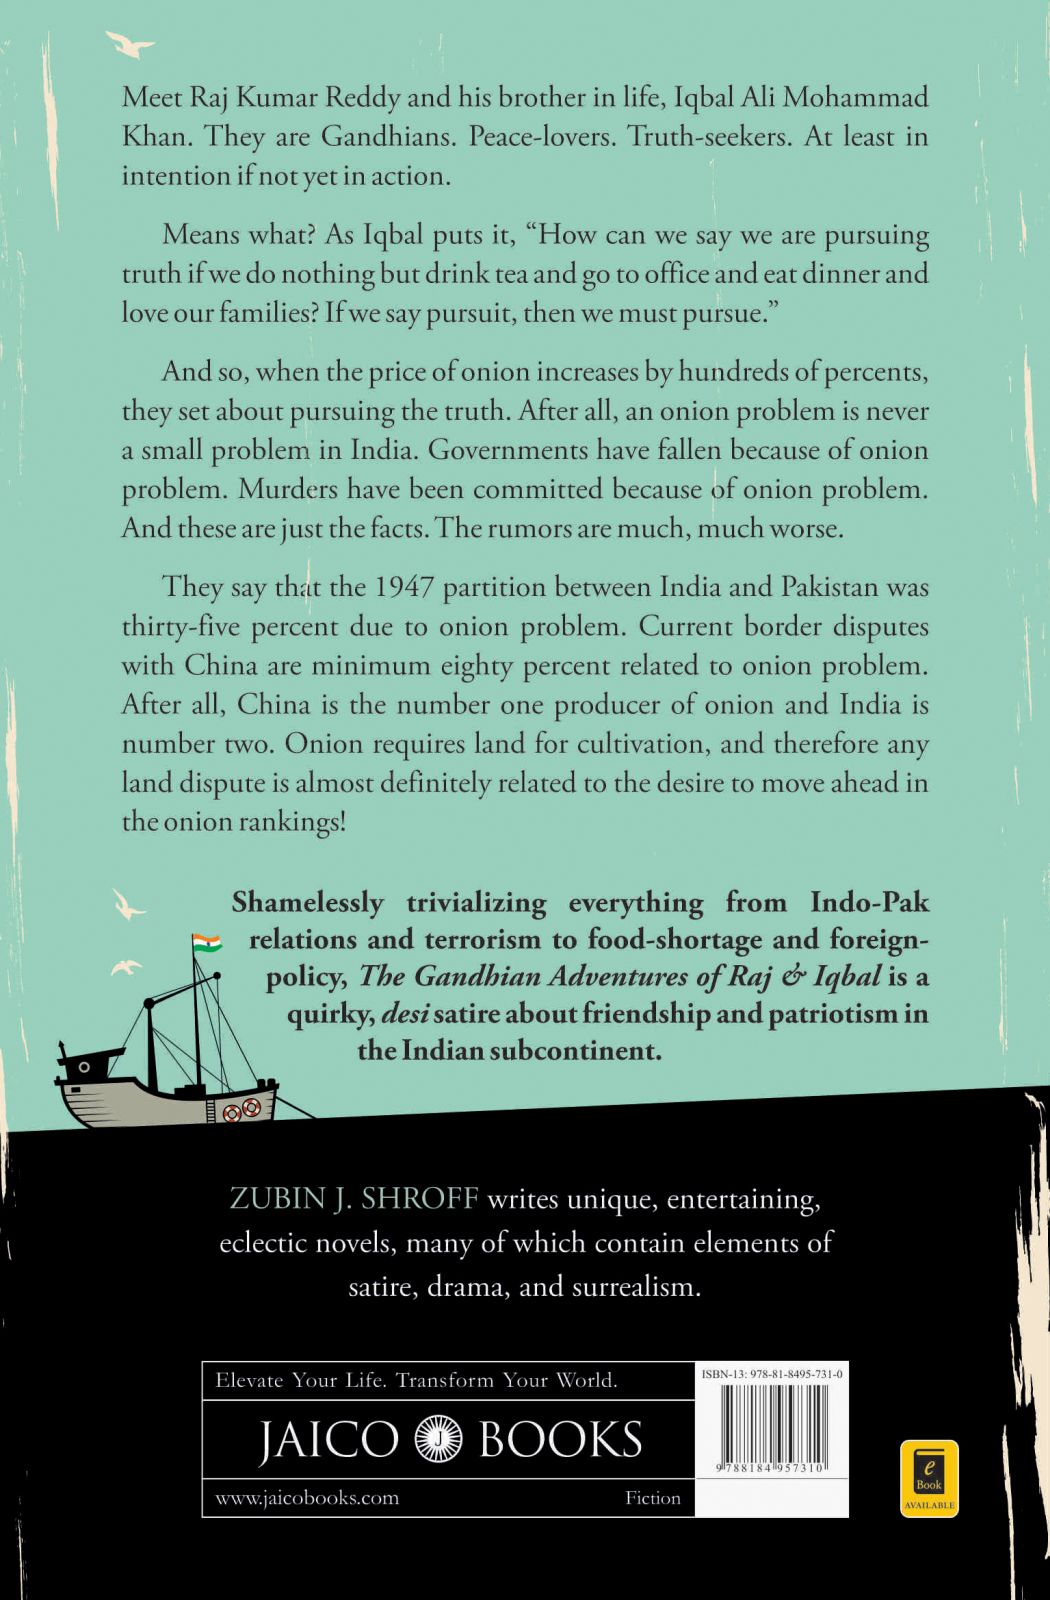 Meet Raj Kumar Reddy and his brother in life, Iqbal Ali Mohammad
Khan. They are Gandhians. Peace-lovers. Truth-seekers. At least in
intention if not yet in action.
Means what? As Iqbal puts it, “How can we say we are pursuing
truth if we do nothing but drink tea and go to office and eat dinner and
love our families? If we say pursuit, then we must pursue.”
And so, when the price of onion increases by hundreds of percents,
they set about pursuing the truth. After all, an onion problem is never
a small problem in India. Governments have fallen because of onion
problem. Murders have been committed because of onion problem.
And these are just the facts. The rumors are much, much worse.
They say that the 1947 partition between India and Pakistan was
thirty-five percent due to onion problem. Current border disputes
with China are minimum eighty percent related to onion problem.
After all, China is the number one producer of onion and India is
number two. Onion requires land for cultivation, and therefore any
land dispute is almost definitely related to the desire to move ahead in
the onion rankings!
Shamelessly trivializing everything from Indo-Pak
relations and terrorism to food-shortage and foreign-
policy, The Gandhian Adventures of Raj & Iqbal is a
quirky, desi satire about friendship and patriotism in
the Indian subcontinent.
ZUBIN J. SHROFF writes unique, entertaining,
eclectic novels, many of which contain elements of
satire, drama, and surrealism.
Elevate Your Life. Transform Your World.
JAICO J BOOKS
www.jaicobooks.com Fiction
ISBN-13: 978-81-8495-731-0
9 788184 957310
e
Book
AVAILABLE